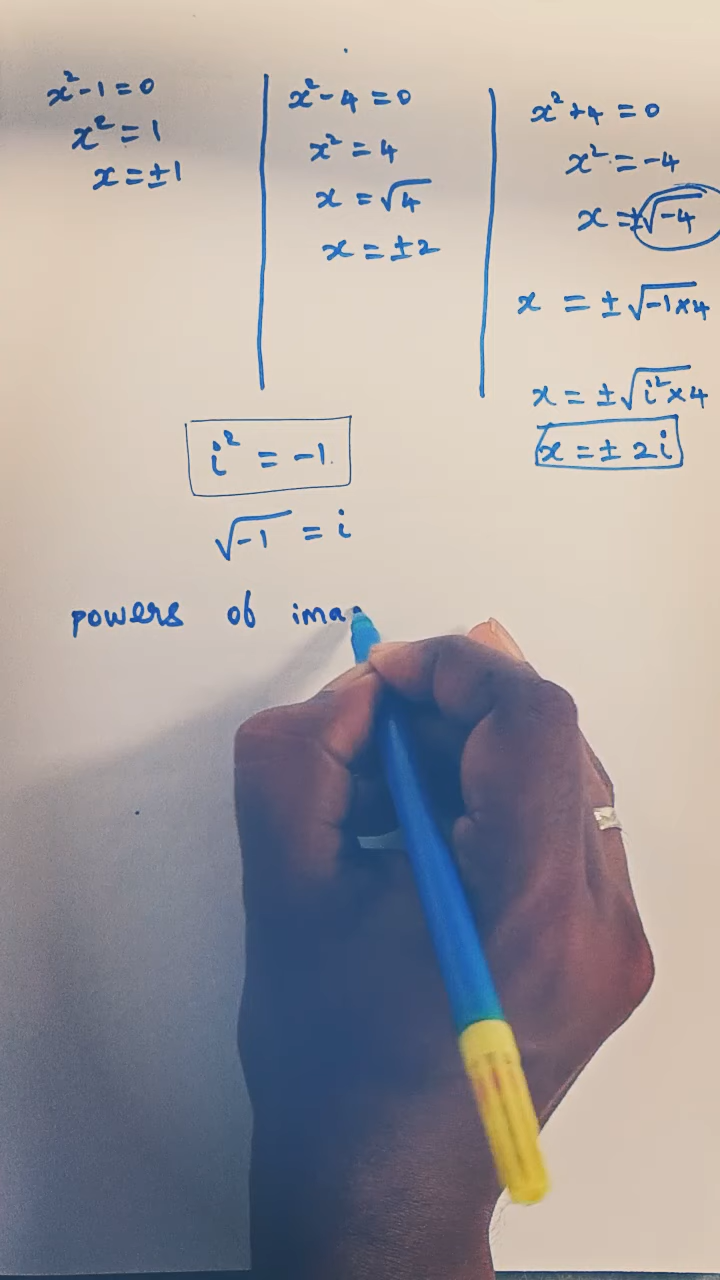 x² - 1 = 0
x² = 1
x = ±1
x² - 4 = 0
x² = 4
x = √4
x = ±2
x² + 4 = 0
x² = -4
x = ±√-4
x = ±√-1×4
x = ±√i²×4
x = ± 2i
i² = -1
√-1 = i
powers of ima